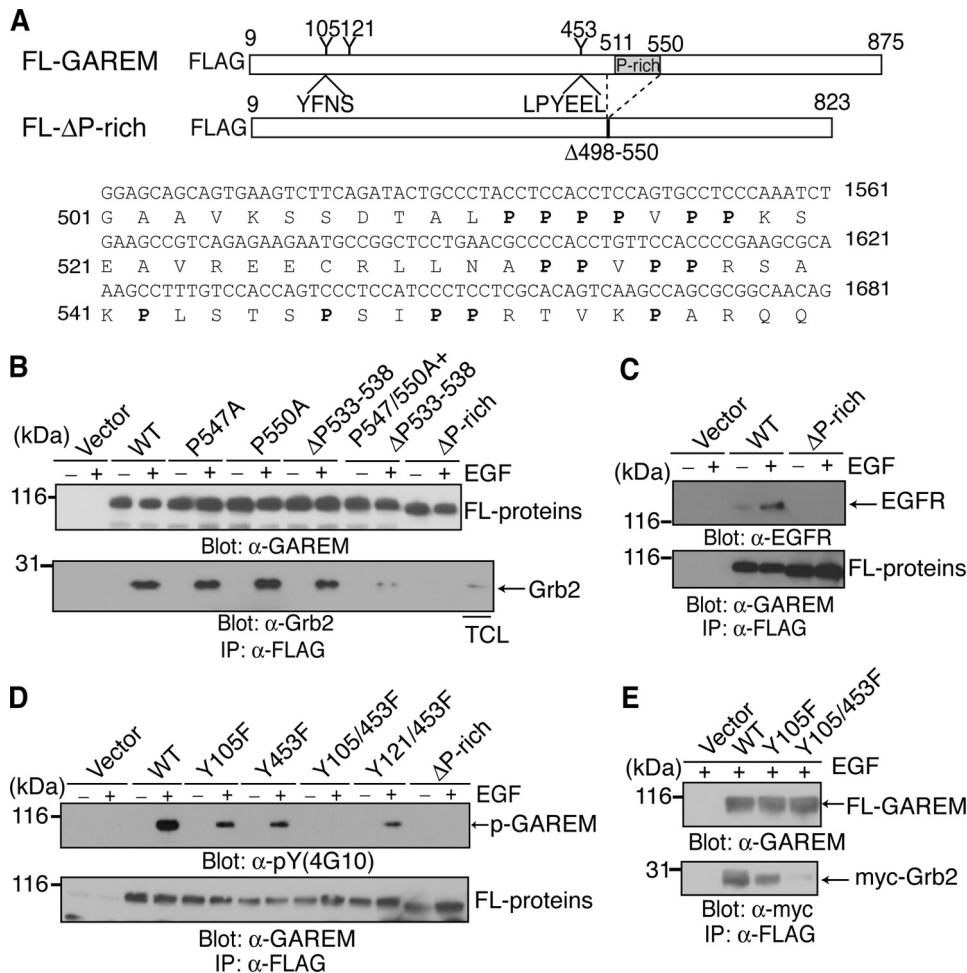 A
9 105 121 453 511 550 875
Y Y Y
FL-GAREM FLAG P-rich
YFNS LPYEEL
9 823
FL-ΔP-rich FLAG
Δ498-550
GGAGCAGCAGTGAAGTCTTCAGATACTGCCCTACCTCCACCTCCAGTGCCTCCCAAATCT 1561
501 G A A V K S S D T A L P P P P V P P K S
GAAGCCGTCAGAGAAGAATGCCGGCTCCTGAACGCCCCACCTGTTCCACCCCGAAGCGCA 1621
521 E A V R E E C R L L N A P P V P P R S A
AAGCCTTTGTCCACCAGTCCCTCCATCCCTCCTCGCACAGTCAAGCCAGCGCGGCAACAG 1681
541 K P L S T S P S I P P R T V K P A R Q Q
B
(kDa) Vector WT P547A P550A ΔP533-538 P547/550A+ ΔP533-538 ΔP-rich
– + – + – + – + – + – + – + EGF
116 FL-proteins
Blot: α-GAREM
31 ←Grb2
Blot: α-Grb2 TCL
IP: α-FLAG
C
Vector WT ΔP-rich
(kDa) – + – + – + EGF
←EGFR
116
Blot: α-EGFR
116 FL-proteins
Blot: α-GAREM
IP: α-FLAG
D
Vector WT Y105F Y453F Y105/453F Y121/453F ΔP-rich
(kDa) – + – + – + – + – + – + – + EGF
116 ←p-GAREM
Blot: α-pY(4G10)
116 FL-proteins
Blot: α-GAREM
IP: α-FLAG
E
Vector WT Y105F Y105/453F
(kDa) + + + + EGF
116 ←FL-GAREM
Blot: α-GAREM
31 ←myc-Grb2
Blot: α-myc
IP: α-FLAG